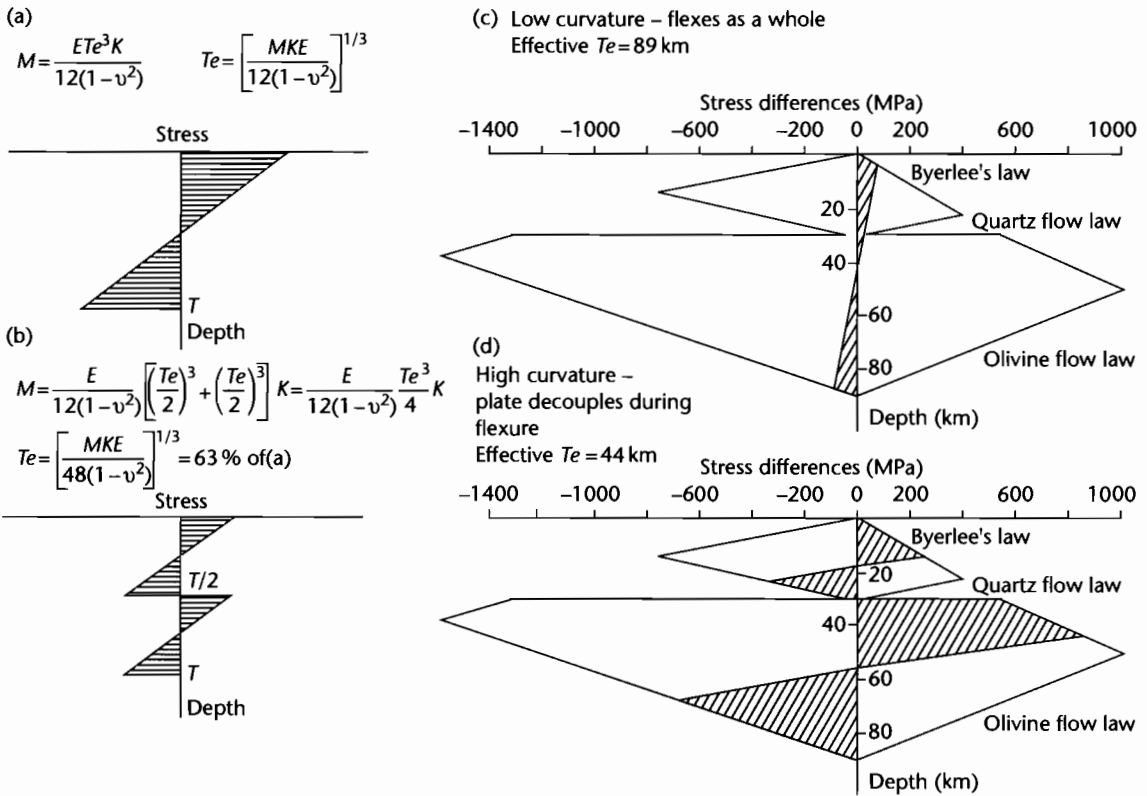 (a)
M = ETe³K / 12(1−υ²)    Te = [MKE / 12(1−υ²)]^1/3
Stress
T
Depth
(b)
M = E / 12(1−υ²) [(Te/2)³ + (Te/2)³] K = E / 12(1−υ²) Te³/4 K
Te = [MKE / 48(1−υ²)]^1/3 = 63 % of(a)
Stress
T/2
T
Depth
(c) Low curvature – flexes as a whole
Effective Te = 89 km
Stress differences (MPa)
−1400 −1000 −600 −200 0 200 600 1000
Byerlee's law
20
Quartz flow law
40
60
Olivine flow law
80
Depth (km)
(d)
High curvature –
plate decouples during
flexure
Effective Te = 44 km
Stress differences (MPa)
−1400 −1000 −600 −200 0 200 600 1000
Byerlee's law
20
Quartz flow law
40
60
Olivine flow law
80
Depth (km)